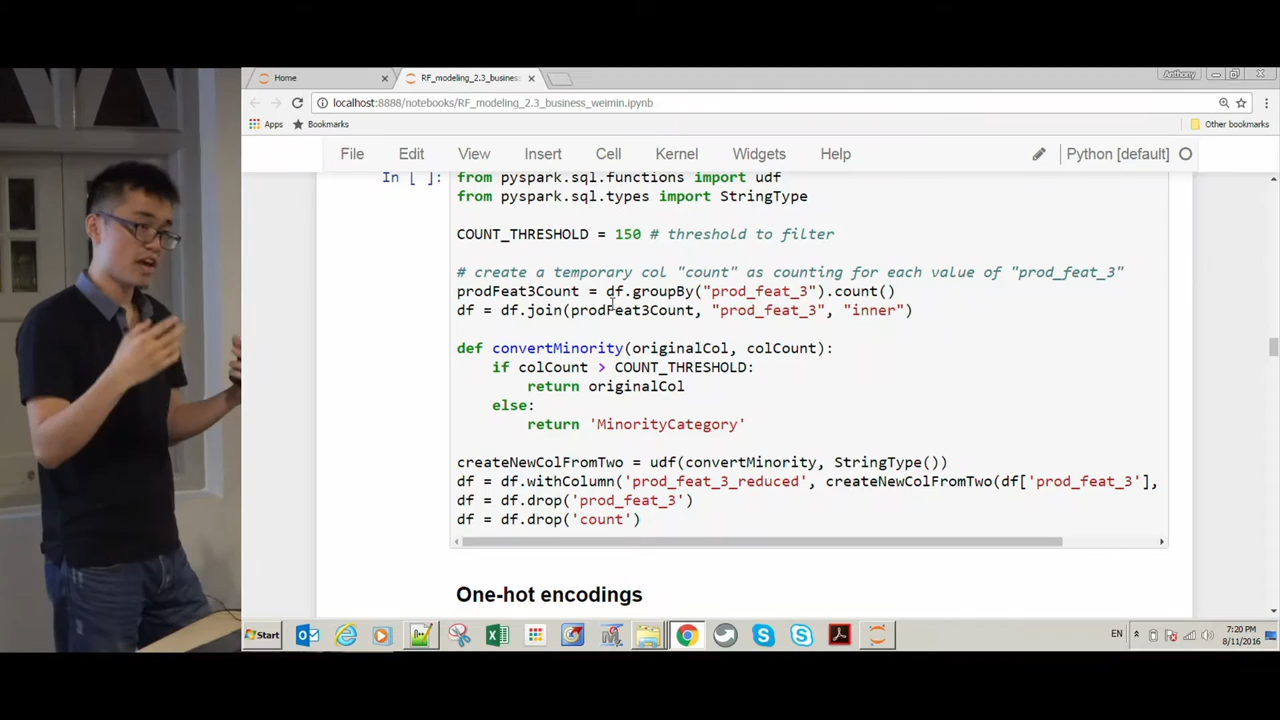 Home
RF_modeling_2.3_business_
Anthony
localhost:8888/notebooks/RF_modeling_2.3_business_weimin.ipynb
Apps
Bookmarks
Other bookmarks
File Edit View Insert Cell Kernel Widgets Help
Python [default]
In [ ]:
from pyspark.sql.functions import udf
from pyspark.sql.types import StringType
COUNT_THRESHOLD = 150 # threshold to filter
# create a temporary col "count" as counting for each value of "prod_feat_3"
prodFeat3Count = df.groupBy("prod_feat_3").count()
df = df.join(prodFeat3Count, "prod_feat_3", "inner")
def convertMinority(originalCol, colCount):
if colCount > COUNT_THRESHOLD:
return originalCol
else:
return 'MinorityCategory'
createNewColFromTwo = udf(convertMinority, StringType())
df = df.withColumn('prod_feat_3_reduced', createNewColFromTwo(df['prod_feat_3'],
df = df.drop('prod_feat_3')
df = df.drop('count')
One-hot encodings
Start
EN
7:20 PM
8/11/2016